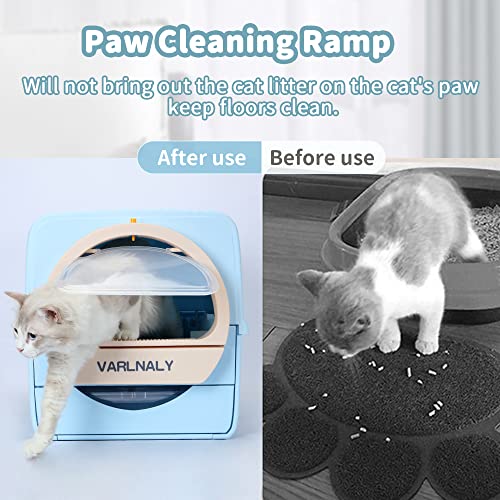 Paw Cleaning Ramp
Will not bring out the cat litter on the cat's paw
keep floors clean.
After use
Before use
VARLNALY